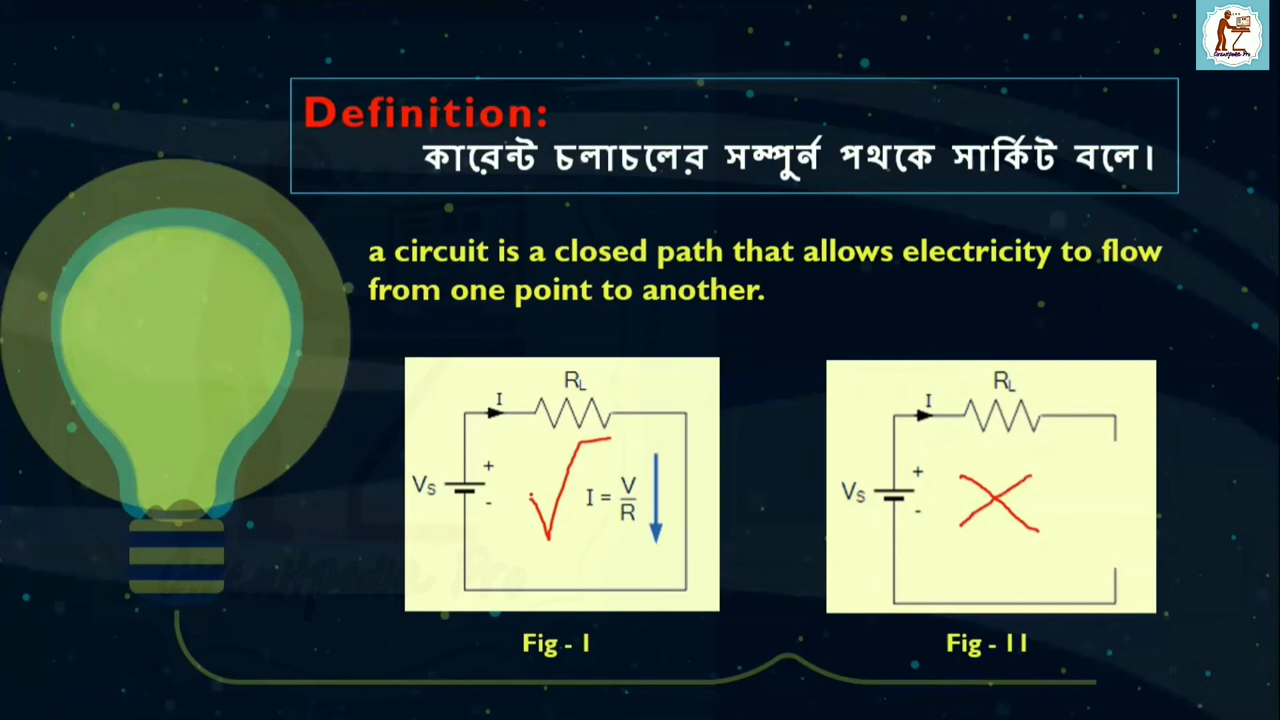 Definition:
কারেন্ট চলাচলের সম্পুর্ন পথকে সার্কিট বলে।
a circuit is a closed path that allows electricity to flow
from one point to another.
RL
I
+
VS
-
I = V/R
Fig - I
RL
I
+
VS
-
Fig - II